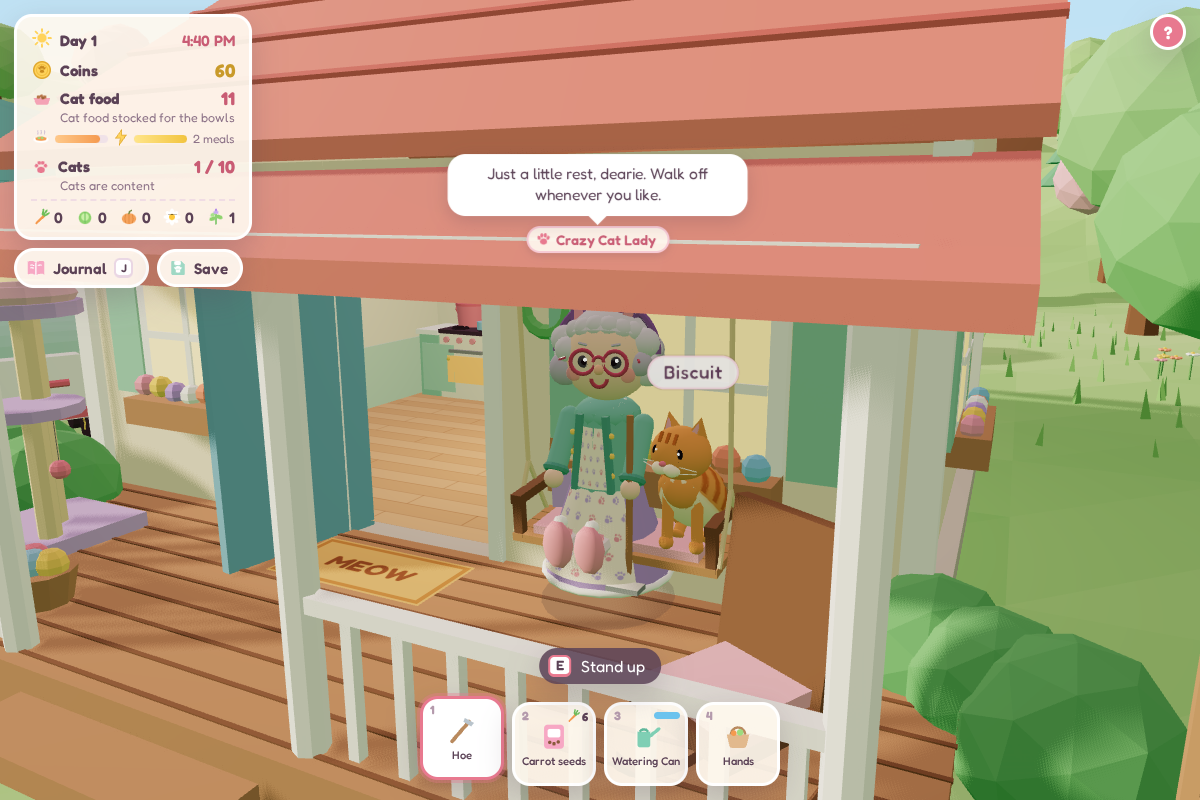 Day 1 4:40 PM
?
Coins 60
Cat food 11
Cat food stocked for the bowls
2 meals
Cats 1 / 10
Cats are content
0 0 0 0 1
Journal J Save
Just a little rest, dearie. Walk off
whenever you like.
Crazy Cat Lady
Biscuit
MEOW
E Stand up
1
Hoe
2 6
Carrot seeds
3
Watering Can
4
Hands